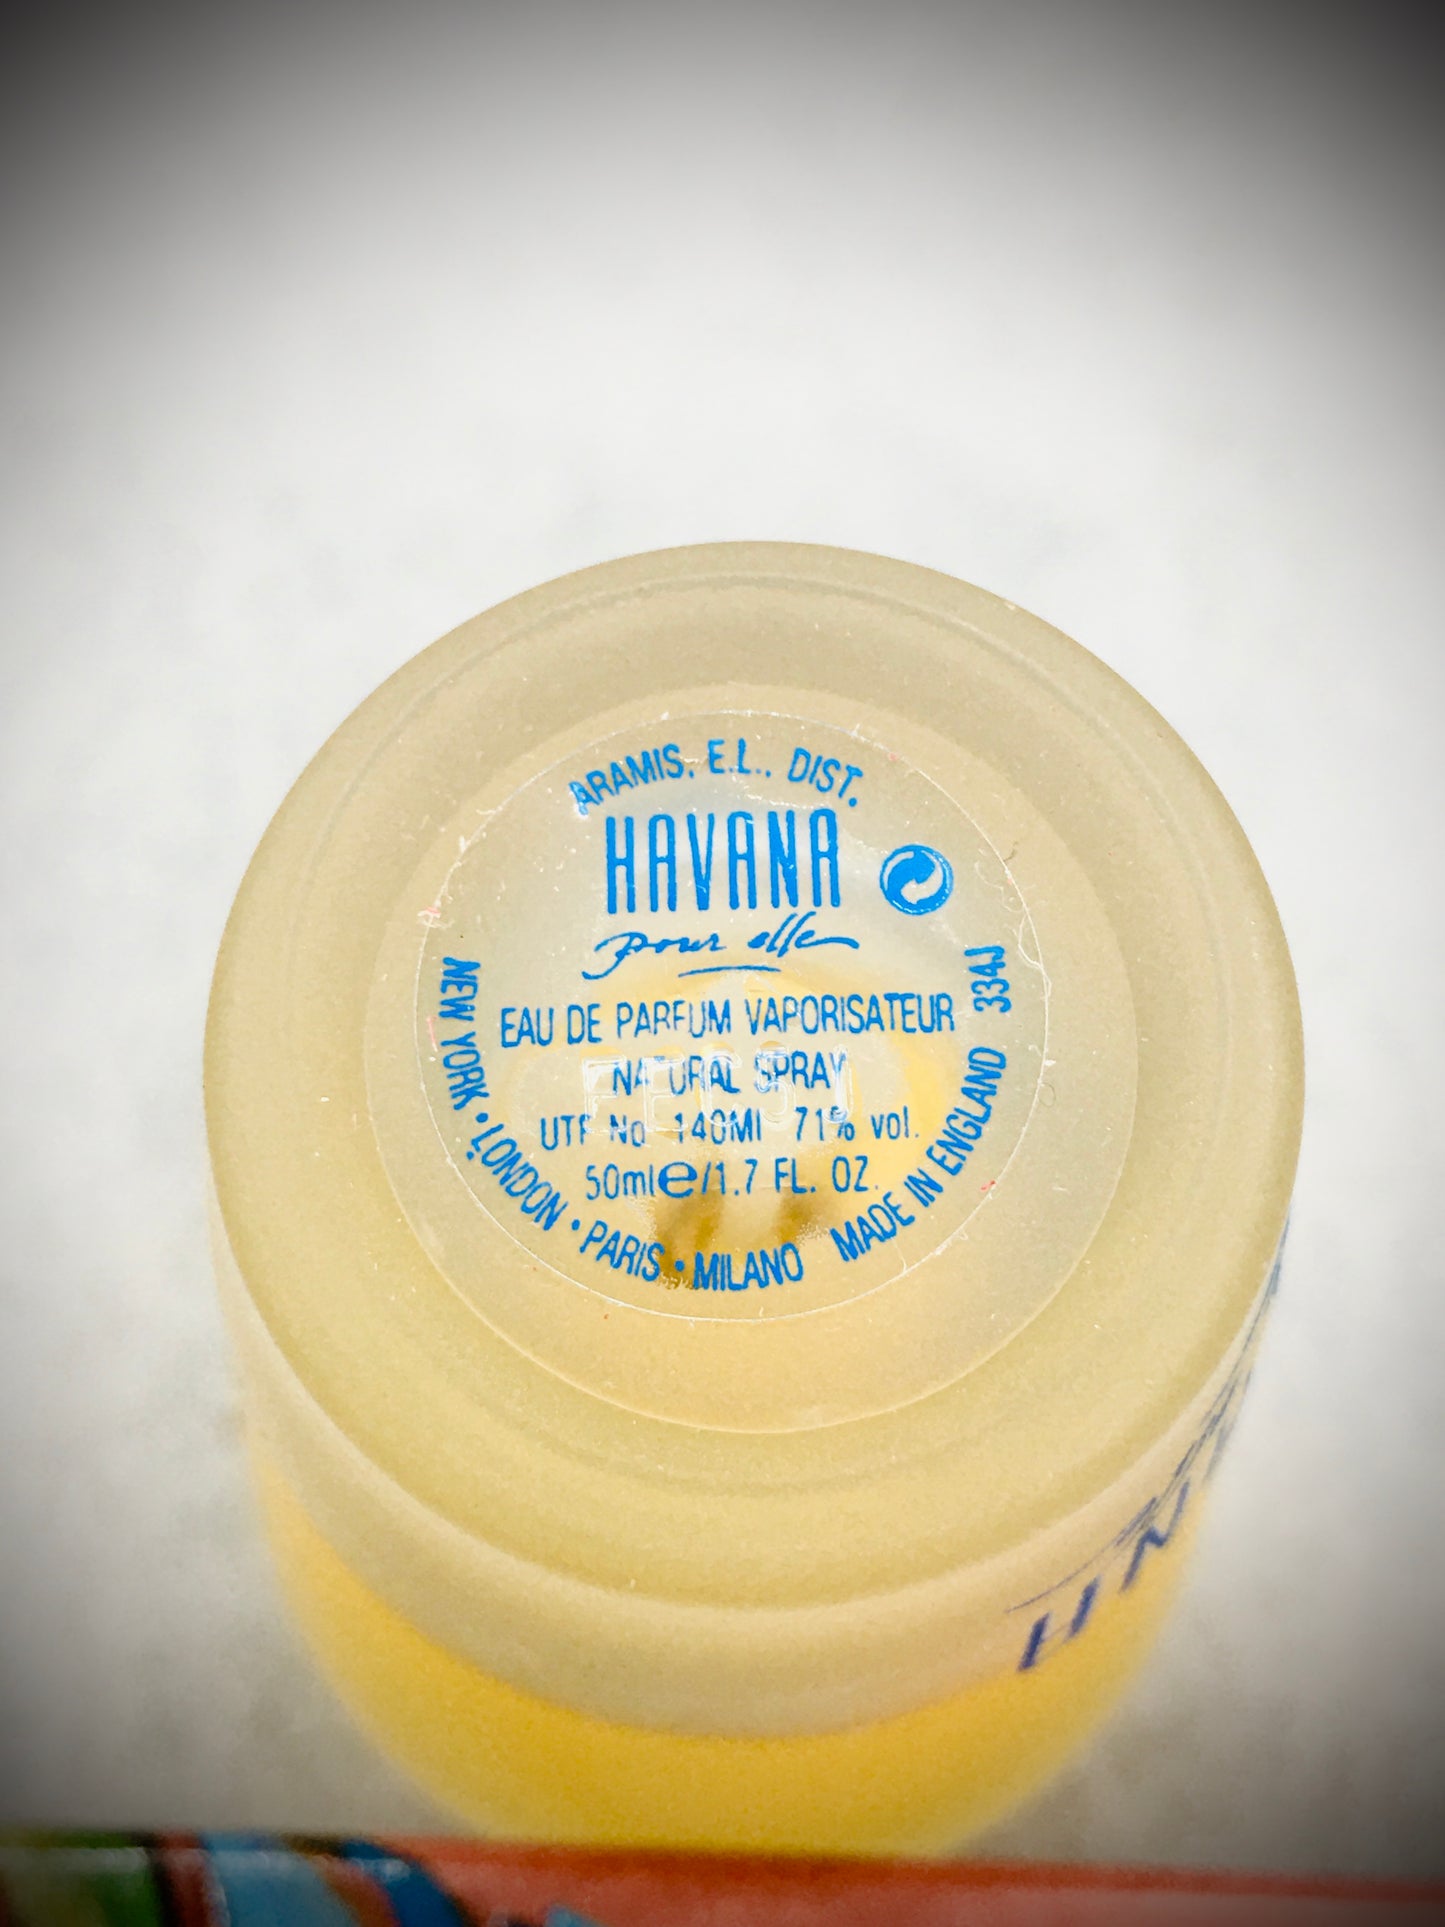 ARAMIS, E.L., DIST.
HAVANA
pour elle
EAU DE PARFUM VAPORISATEUR
NATURAL SPRAY
UTF No 140MI 71% vol.
50mle/1.7 FL. OZ.
NEW YORK • LONDON • PARIS • MILANO MADE IN ENGLAND 334J